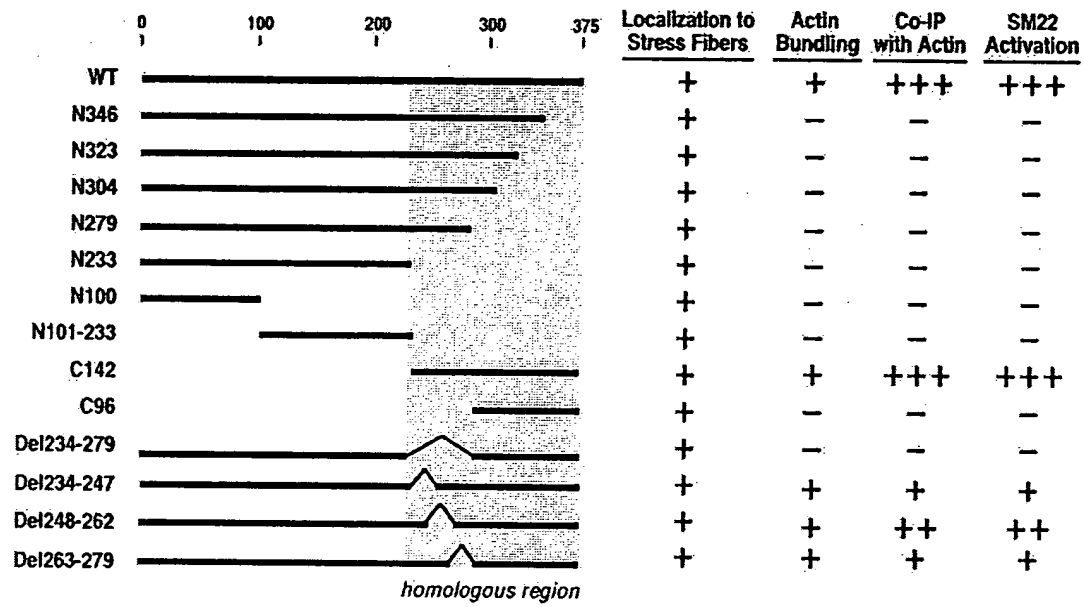 0 100 200 300 375
Localization to Stress Fibers Actin Bundling Co-IP with Actin SM22 Activation
WT + + +++ +++
N346 + − − −
N323 + − − −
N304 + − − −
N279 + − − −
N233 + − − −
N100 + − − −
N101-233 + − − −
C142 + + +++ +++
C96 + − − −
Del234-279 + − − −
Del234-247 + + + +
Del248-262 + + ++ ++
Del263-279 + + + +
homologous region